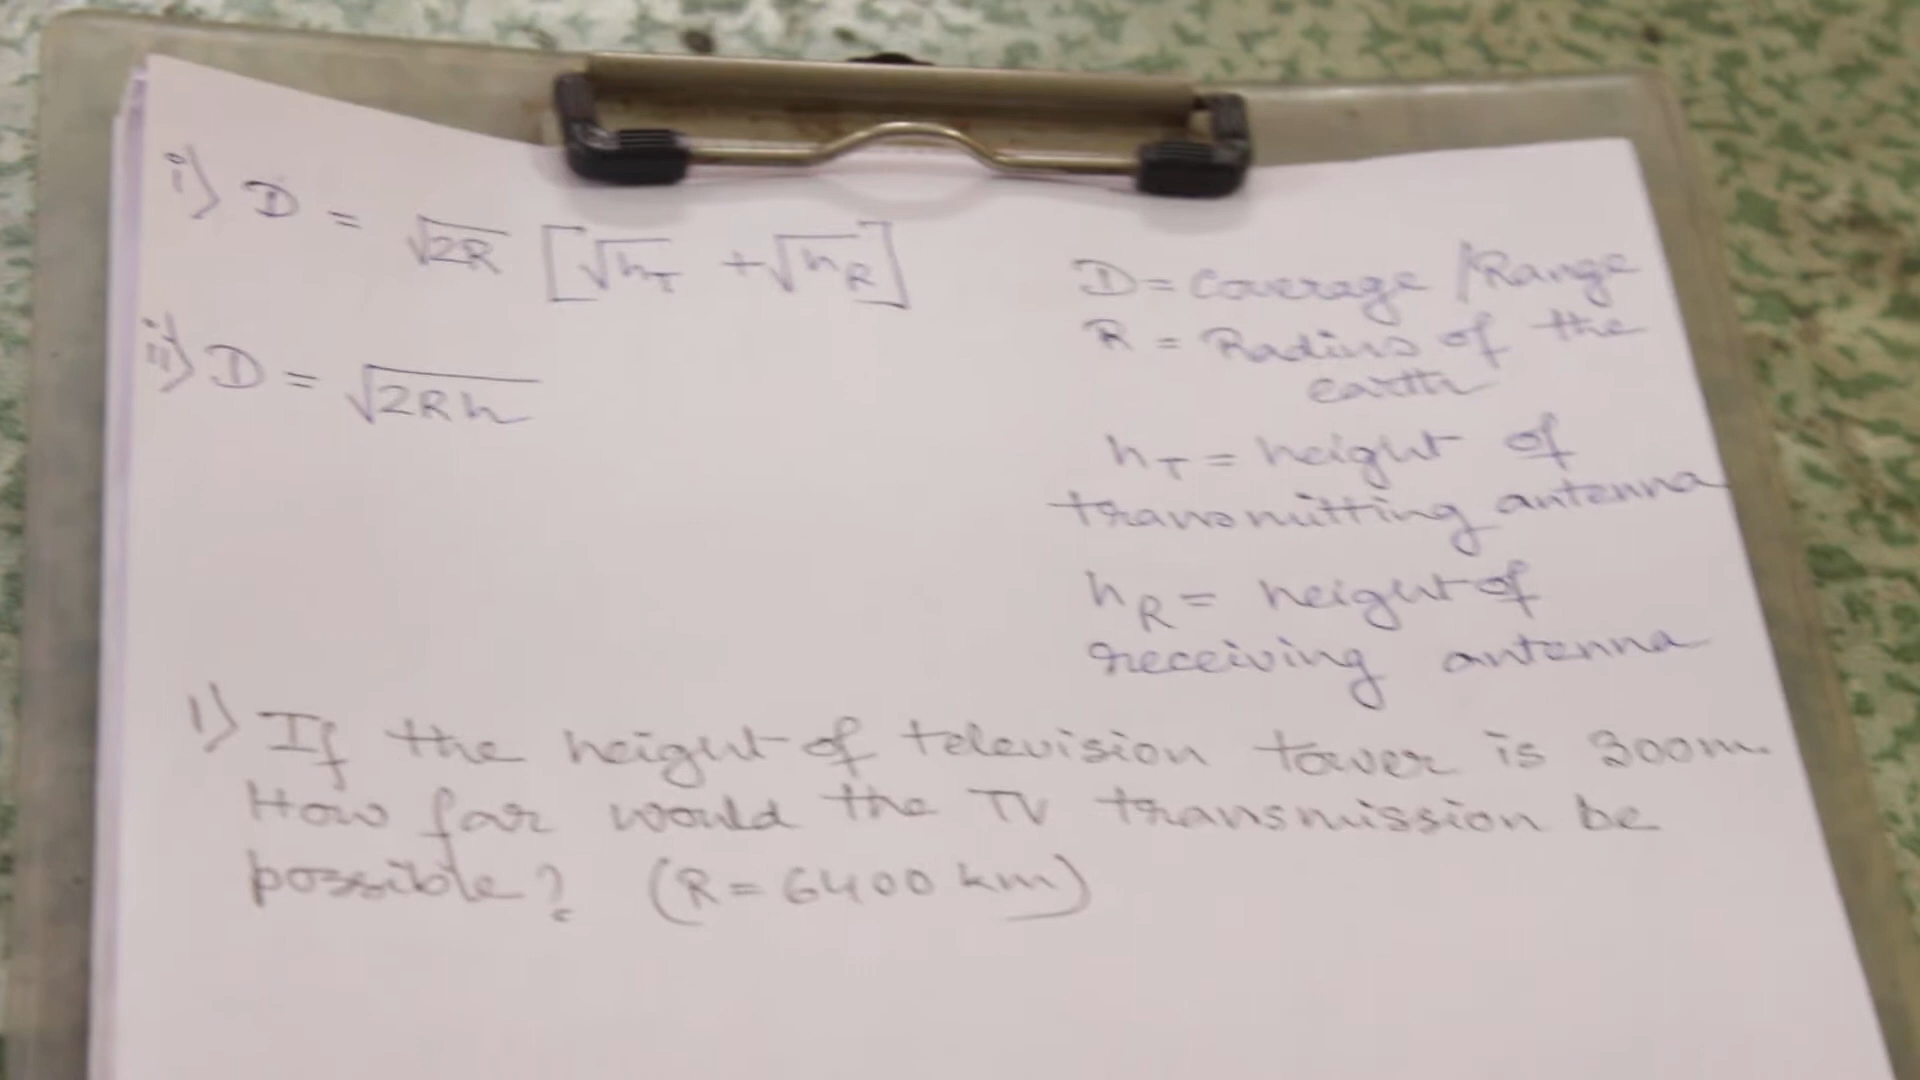 i) D = √2R [√hT + √hR]
ii) D = √2Rh
D = Coverage / Range
R = Radius of the
earth
hT = height of
transmitting antenna
hR = height of
receiving antenna
1) If the height of television tower is 300m.
How far would the TV transmission be
possible? (R = 6400 km)